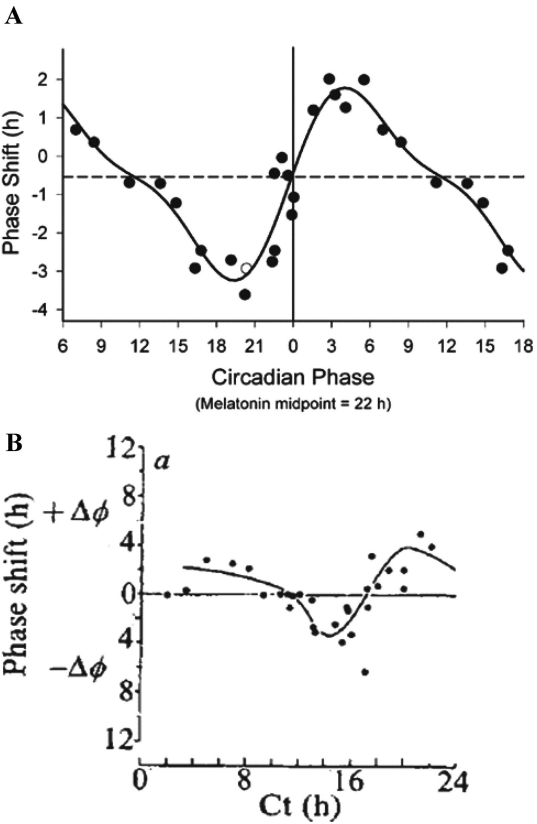 A
Phase Shift (h)
2
1
0
-1
-2
-3
-4
6 9 12 15 18 21 0 3 6 9 12 15 18
Circadian Phase
(Melatonin midpoint = 22 h)
B
a
Phase shift (h)
+Δϕ
−Δϕ
12
8
4
0
4
8
12
0 8 16 24
Ct (h)